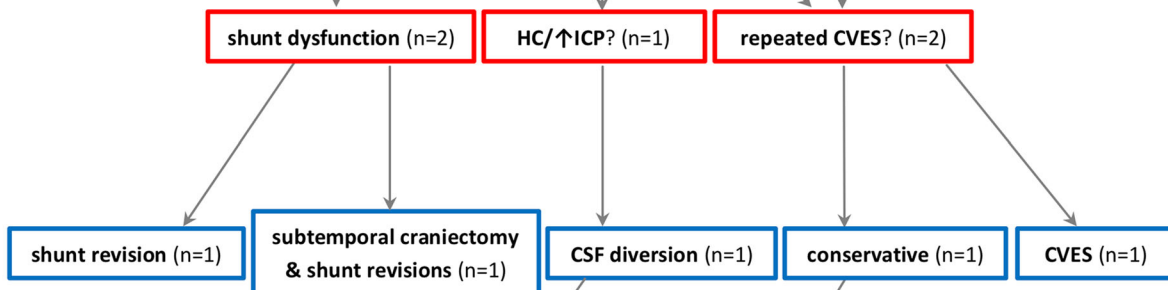 shunt dysfunction (n=2)
HC/↑ICP? (n=1)
repeated CVES? (n=2)
shunt revision (n=1)
subtemporal craniectomy
& shunt revisions (n=1)
CSF diversion (n=1)
conservative (n=1)
CVES (n=1)